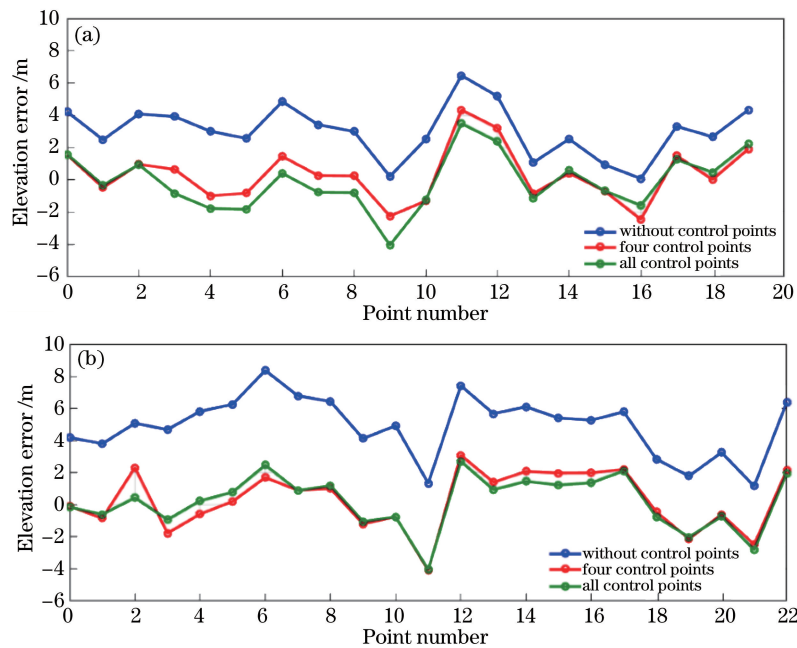 (a)
Elevation error /m
10
8
6
4
2
0
−2
−4
−6
without control points
four control points
all control points
0 2 4 6 8 10 12 14 16 18 20
Point number
(b)
Elevation error /m
10
8
6
4
2
0
−2
−4
−6
without control points
four control points
all control points
0 2 4 6 8 10 12 14 16 18 20 22
Point number